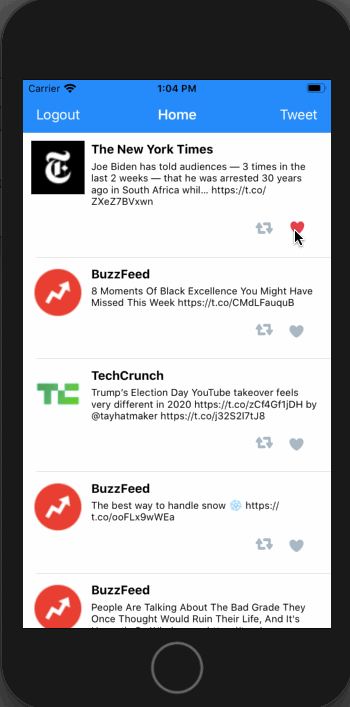 Carrier 1:04 PM
Logout Home Tweet
The New York Times
Joe Biden has told audiences — 3 times in the
last 2 weeks — that he was arrested 30 years
ago in South Africa whil... https://t.co/
ZXeZ7BVxwn
BuzzFeed
8 Moments Of Black Excellence You Might Have
Missed This Week https://t.co/CMdLFauquB
TC
TechCrunch
Trump's Election Day YouTube takeover feels
very different in 2020 https://t.co/zCf4Gf1jDH by
@tayhatmaker https://t.co/j32S2I7tJ8
BuzzFeed
The best way to handle snow ❄️ https://
t.co/ooFLx9wWEa
BuzzFeed
People Are Talking About The Bad Grade They
Once Thought Would Ruin Their Life, And It's